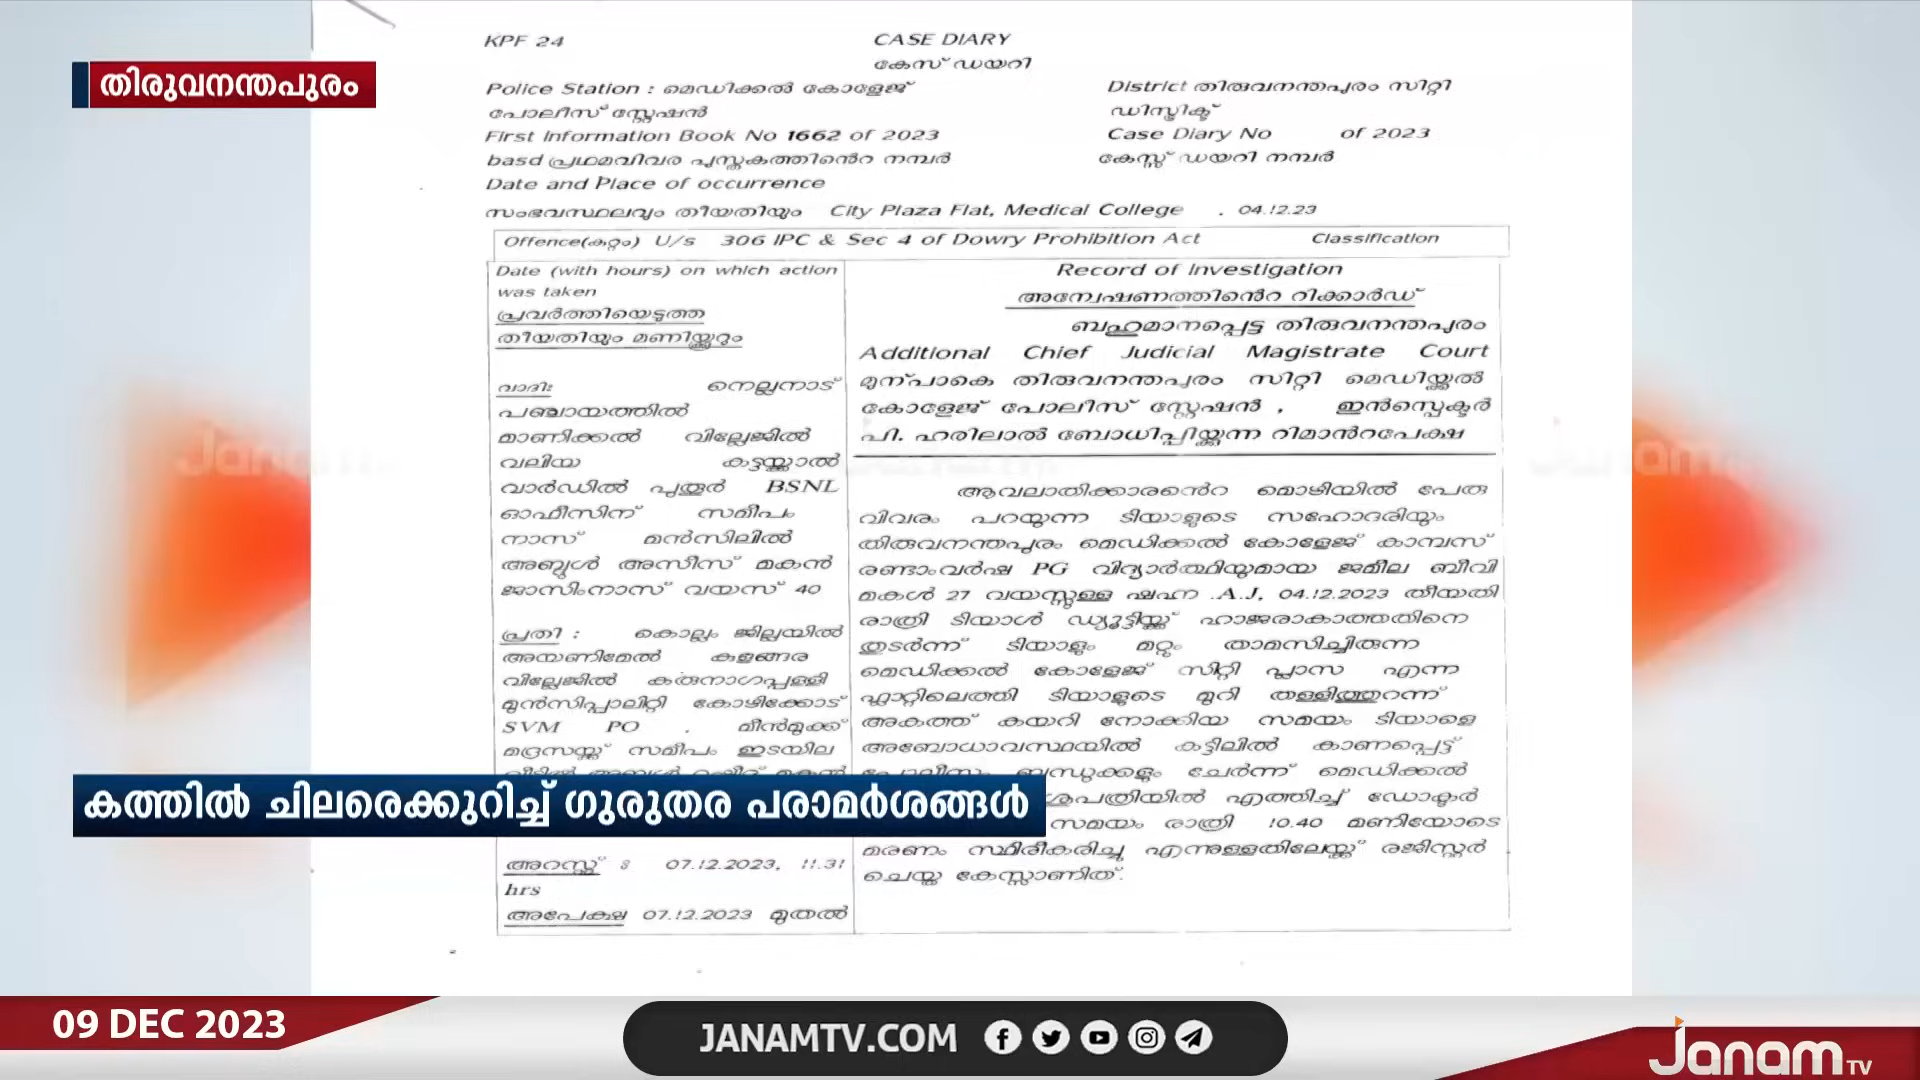 തിരുവനന്തപുരം
KPF 24
CASE DIARY
കേസ് ഡയറി
Police Station : മെഡിക്കൽ കോളേജ്
പോലീസ് സ്റ്റേഷൻ
District തിരുവനന്തപുരം സിറ്റി
ഡിസ്ട്രിക്ട്
First Information Book No 1662 of 2023
Case Diary No of 2023
basd പ്രഥമവിവര പുസ്തകത്തിൻെറ നമ്പർ
കേസ്സ് ഡയറി നമ്പർ
Date and Place of occurrence
സംഭവസ്ഥലവും തീയതിയും City Plaza Flat, Medical College , 04.12.23
Offence(കുറ്റം) U/s 306 IPC & Sec 4 of Dowry Prohibition Act Classification
Date (with hours) on which action
was taken
പ്രവർത്തിയെടുത്ത
തീയതിയും മണിയ്ക്കൂറും
വാദി: നെല്ലനാട്
പഞ്ചായത്തിൽ
മാണിക്കൽ വില്ലേജിൽ
വലിയ കട്ടയ്ക്കാൽ
വാർഡിൽ പുതൂർ BSNL
ഓഫീസിന് സമീപം
നാസ് മൻസിലിൽ
അബ്ദുൾ അസീസ് മകൻ
ജാസിംനാസ് വയസ് 40
പ്രതി : കൊല്ലം ജില്ലയിൽ
അയണിമേൽ കുളങ്ങര
വില്ലേജിൽ കരുനാഗപ്പള്ളി
മുൻസിപ്പാലിറ്റി കോഴിക്കോട്
SVM PO . മീൻമുക്ക്
മദ്രസയ്ക്ക് സമീപം ഇടയില
അറസ്റ്റ് : 07.12.2023, 11.31
hrs
അപേക്ഷ 07.12.2023 മുതൽ
Record of Investigation
അന്വേഷണത്തിൻെറ റിക്കാർഡ്
ബഹുമാനപ്പെട്ട തിരുവനന്തപുരം
Additional Chief Judicial Magistrate Court
മുന്പാകെ തിരുവനന്തപുരം സിറ്റി മെഡിയ്ക്കൽ
കോളേജ് പോലീസ് സ്റ്റേഷൻ , ഇൻസ്പെക്ടർ
പി. ഹരിലാൽ ബോധിപ്പിയ്ക്കുന്ന റിമാൻറപേക്ഷ
ആവലാതിക്കാരൻെറ മൊഴിയിൽ പേരു
വിവരം പറയുന്ന ടിയാളുടെ സഹോദരിയും
തിരുവനന്തപുരം മെഡിക്കൽ കോളേജ് കാമ്പസ്
രണ്ടാംവർഷ PG വിദ്യാർത്ഥിയുമായ ജമീല ബീവി
മകൾ 27 വയസ്സുള്ള ഷഹ്ന .A.J, 04.12.2023 തീയതി
രാത്രി ടിയാൾ ഡ്യൂട്ടിയ്ക്ക് ഹാജരാകാത്തതിനെ
തുടർന്ന് ടിയാളും മറ്റും താമസിച്ചിരുന്ന
മെഡിക്കൽ കോളേജ് സിറ്റി പ്ലാസ എന്ന
ഫ്ലാറ്റിലെത്തി ടിയാളുടെ മുറി തള്ളിത്തുറന്ന്
അകത്ത് കയറി നോക്കിയ സമയം ടിയാളെ
അബോധാവസ്ഥയിൽ കട്ടിലിൽ കാണപ്പെട്ട്
പോലീസും ബന്ധുക്കളും ചേർന്ന് മെഡിക്കൽ
എത്തിച്ച് ഡോക്ടർ
സമയം രാത്രി 10.40 മണിയോടെ
മരണം സ്ഥിരീകരിച്ചു എന്നുള്ളതിലേയ്ക്ക് രജിസ്റ്റർ
ചെയ്ത കേസ്സാണിത്.
കത്തിൽ ചിലരെക്കുറിച്ച് ഗുരുതര പരാമർശങ്ങൾ
09 DEC 2023
JANAMTV.COM
Janam TV